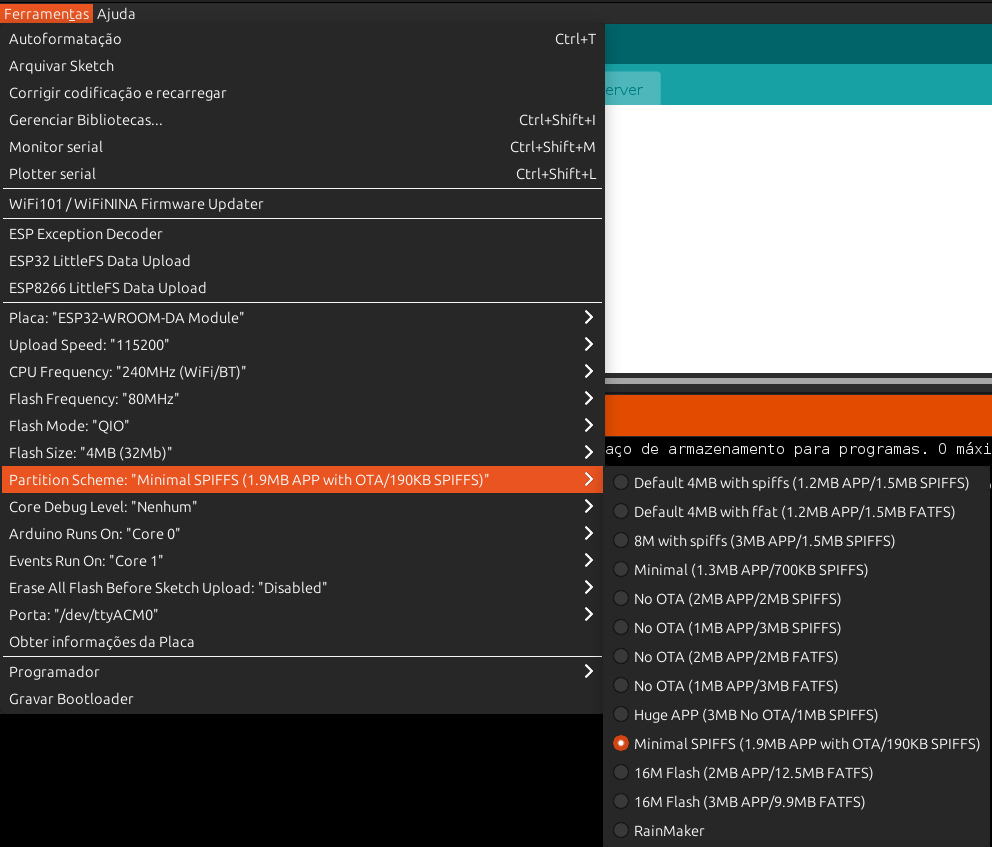 Ferramentas Ajuda
Autoformatação Ctrl+T
Arquivar Sketch
Corrigir codificação e recarregar
Gerenciar Bibliotecas... Ctrl+Shift+I
Monitor serial Ctrl+Shift+M
Plotter serial Ctrl+Shift+L
WiFi101 / WiFiNINA Firmware Updater
ESP Exception Decoder
ESP32 LittleFS Data Upload
ESP8266 LittleFS Data Upload
Placa: "ESP32-WROOM-DA Module"
Upload Speed: "115200"
CPU Frequency: "240MHz (WiFi/BT)"
Flash Frequency: "80MHz"
Flash Mode: "QIO"
Flash Size: "4MB (32Mb)"
Partition Scheme: "Minimal SPIFFS (1.9MB APP with OTA/190KB SPIFFS)"
Core Debug Level: "Nenhum"
Arduino Runs On: "Core 0"
Events Run On: "Core 1"
Erase All Flash Before Sketch Upload: "Disabled"
Porta: "/dev/ttyACM0"
Obter informações da Placa
Programador
Gravar Bootloader
erver
aço de armazenamento para programas. O máxi
Default 4MB with spiffs (1.2MB APP/1.5MB SPIFFS)
Default 4MB with ffat (1.2MB APP/1.5MB FATFS)
8M with spiffs (3MB APP/1.5MB SPIFFS)
Minimal (1.3MB APP/700KB SPIFFS)
No OTA (2MB APP/2MB SPIFFS)
No OTA (1MB APP/3MB SPIFFS)
No OTA (2MB APP/2MB FATFS)
No OTA (1MB APP/3MB FATFS)
Huge APP (3MB No OTA/1MB SPIFFS)
Minimal SPIFFS (1.9MB APP with OTA/190KB SPIFFS)
16M Flash (2MB APP/12.5MB FATFS)
16M Flash (3MB APP/9.9MB FATFS)
RainMaker